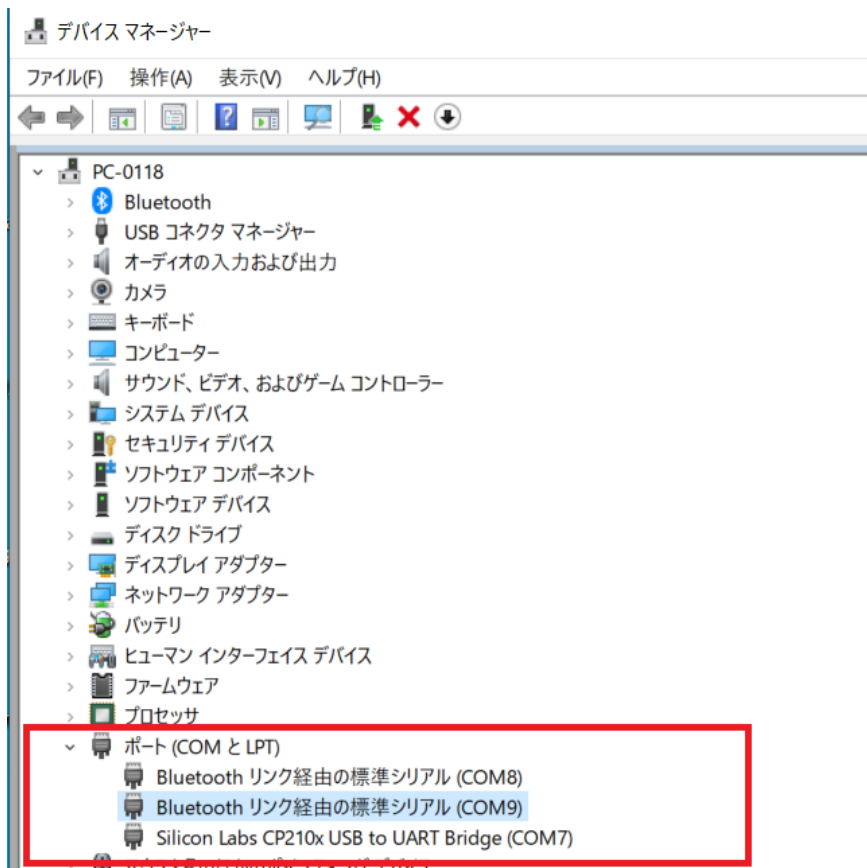 デバイス マネージャー
ファイル(F) 操作(A) 表示(V) ヘルプ(H)
PC-0118
Bluetooth
USB コネクタ マネージャー
オーディオの入力および出力
カメラ
キーボード
コンピューター
サウンド、ビデオ、およびゲーム コントローラー
システム デバイス
セキュリティ デバイス
ソフトウェア コンポーネント
ソフトウェア デバイス
ディスク ドライブ
ディスプレイ アダプター
ネットワーク アダプター
バッテリ
ヒューマン インターフェイス デバイス
ファームウェア
プロセッサ
ポート (COM と LPT)
Bluetooth リンク経由の標準シリアル (COM8)
Bluetooth リンク経由の標準シリアル (COM9)
Silicon Labs CP210x USB to UART Bridge (COM7)